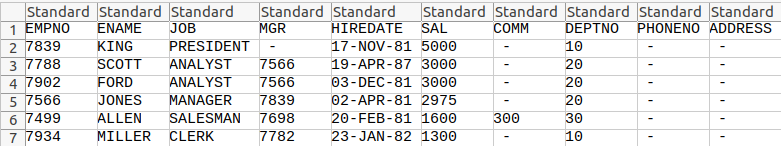 Standard Standard Standard Standard Standard Standard Standard Standard Standard Standard
1 EMPNO ENAME JOB MGR HIREDATE SAL COMM DEPTNO PHONENO ADDRESS
2 7839 KING PRESIDENT - 17-NOV-81 5000 - 10 - -
3 7788 SCOTT ANALYST 7566 19-APR-87 3000 - 20 - -
4 7902 FORD ANALYST 7566 03-DEC-81 3000 - 20 - -
5 7566 JONES MANAGER 7839 02-APR-81 2975 - 20 - -
6 7499 ALLEN SALESMAN 7698 20-FEB-81 1600 300 30 - -
7 7934 MILLER CLERK 7782 23-JAN-82 1300 - 10 - -